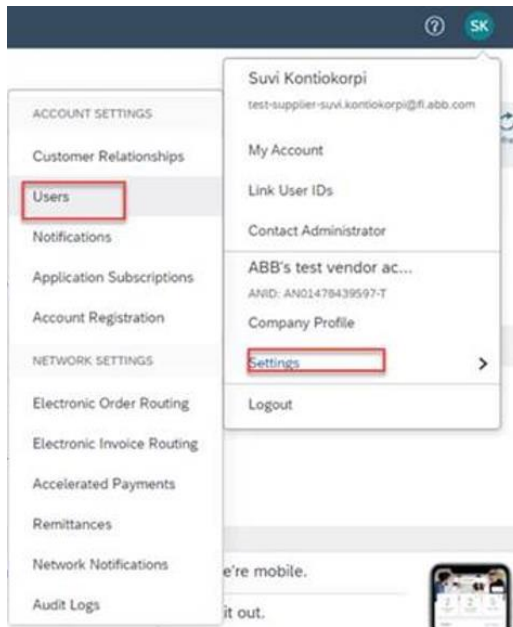 SK
Suvi Kontiokorpi
test-supplier-suvi.kontiokorpi@fi.abb.com
My Account
Link User IDs
Contact Administrator
ABB's test vendor ac...
ANID: AN01478439597-T
Company Profile
Settings
Logout
ACCOUNT SETTINGS
Customer Relationships
Users
Notifications
Application Subscriptions
Account Registration
NETWORK SETTINGS
Electronic Order Routing
Electronic Invoice Routing
Accelerated Payments
Remittances
Network Notifications
Audit Logs
e're mobile.
it out.